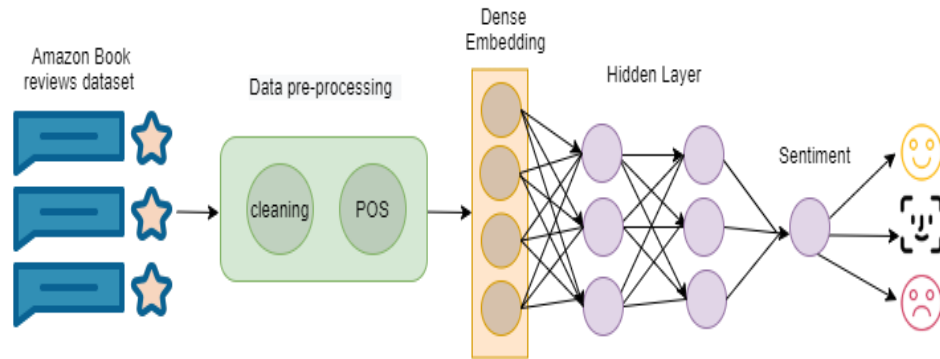 Amazon Book
reviews dataset
Data pre-processing
cleaning
POS
Dense
Embedding
Hidden Layer
Sentiment